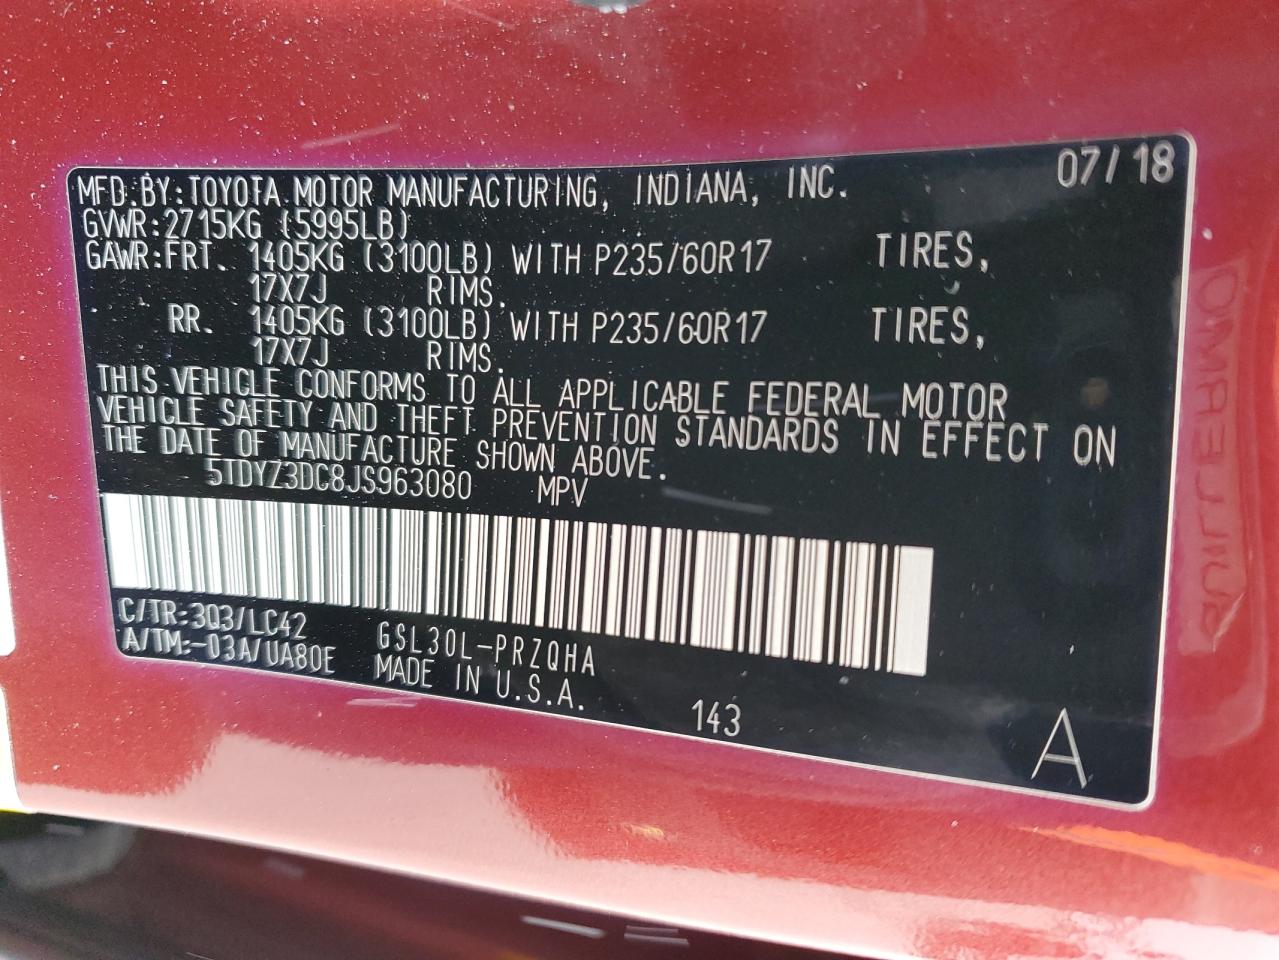 07/18
MFD.BY:TOYOTA MOTOR MANUFACTURING, INDIANA, INC.
GVWR:2715KG (5995LB)
GAWR:FRT. 1405KG (3100LB) WITH P235/60R17 TIRES,
17X7J RIMS.
RR. 1405KG (3100LB) WITH P235/60R17 TIRES,
17X7J RIMS.
THIS VEHICLE CONFORMS TO ALL APPLICABLE FEDERAL MOTOR
VEHICLE SAFETY AND THEFT PREVENTION STANDARDS IN EFFECT ON
THE DATE OF MANUFACTURE SHOWN ABOVE.
5TDYZ3DC8JS963080 MPV
C/TR:3Q3/LC42 GSL30L-PRZQHA
A/TM:-03A/UA80E MADE IN U.S.A.
143
A